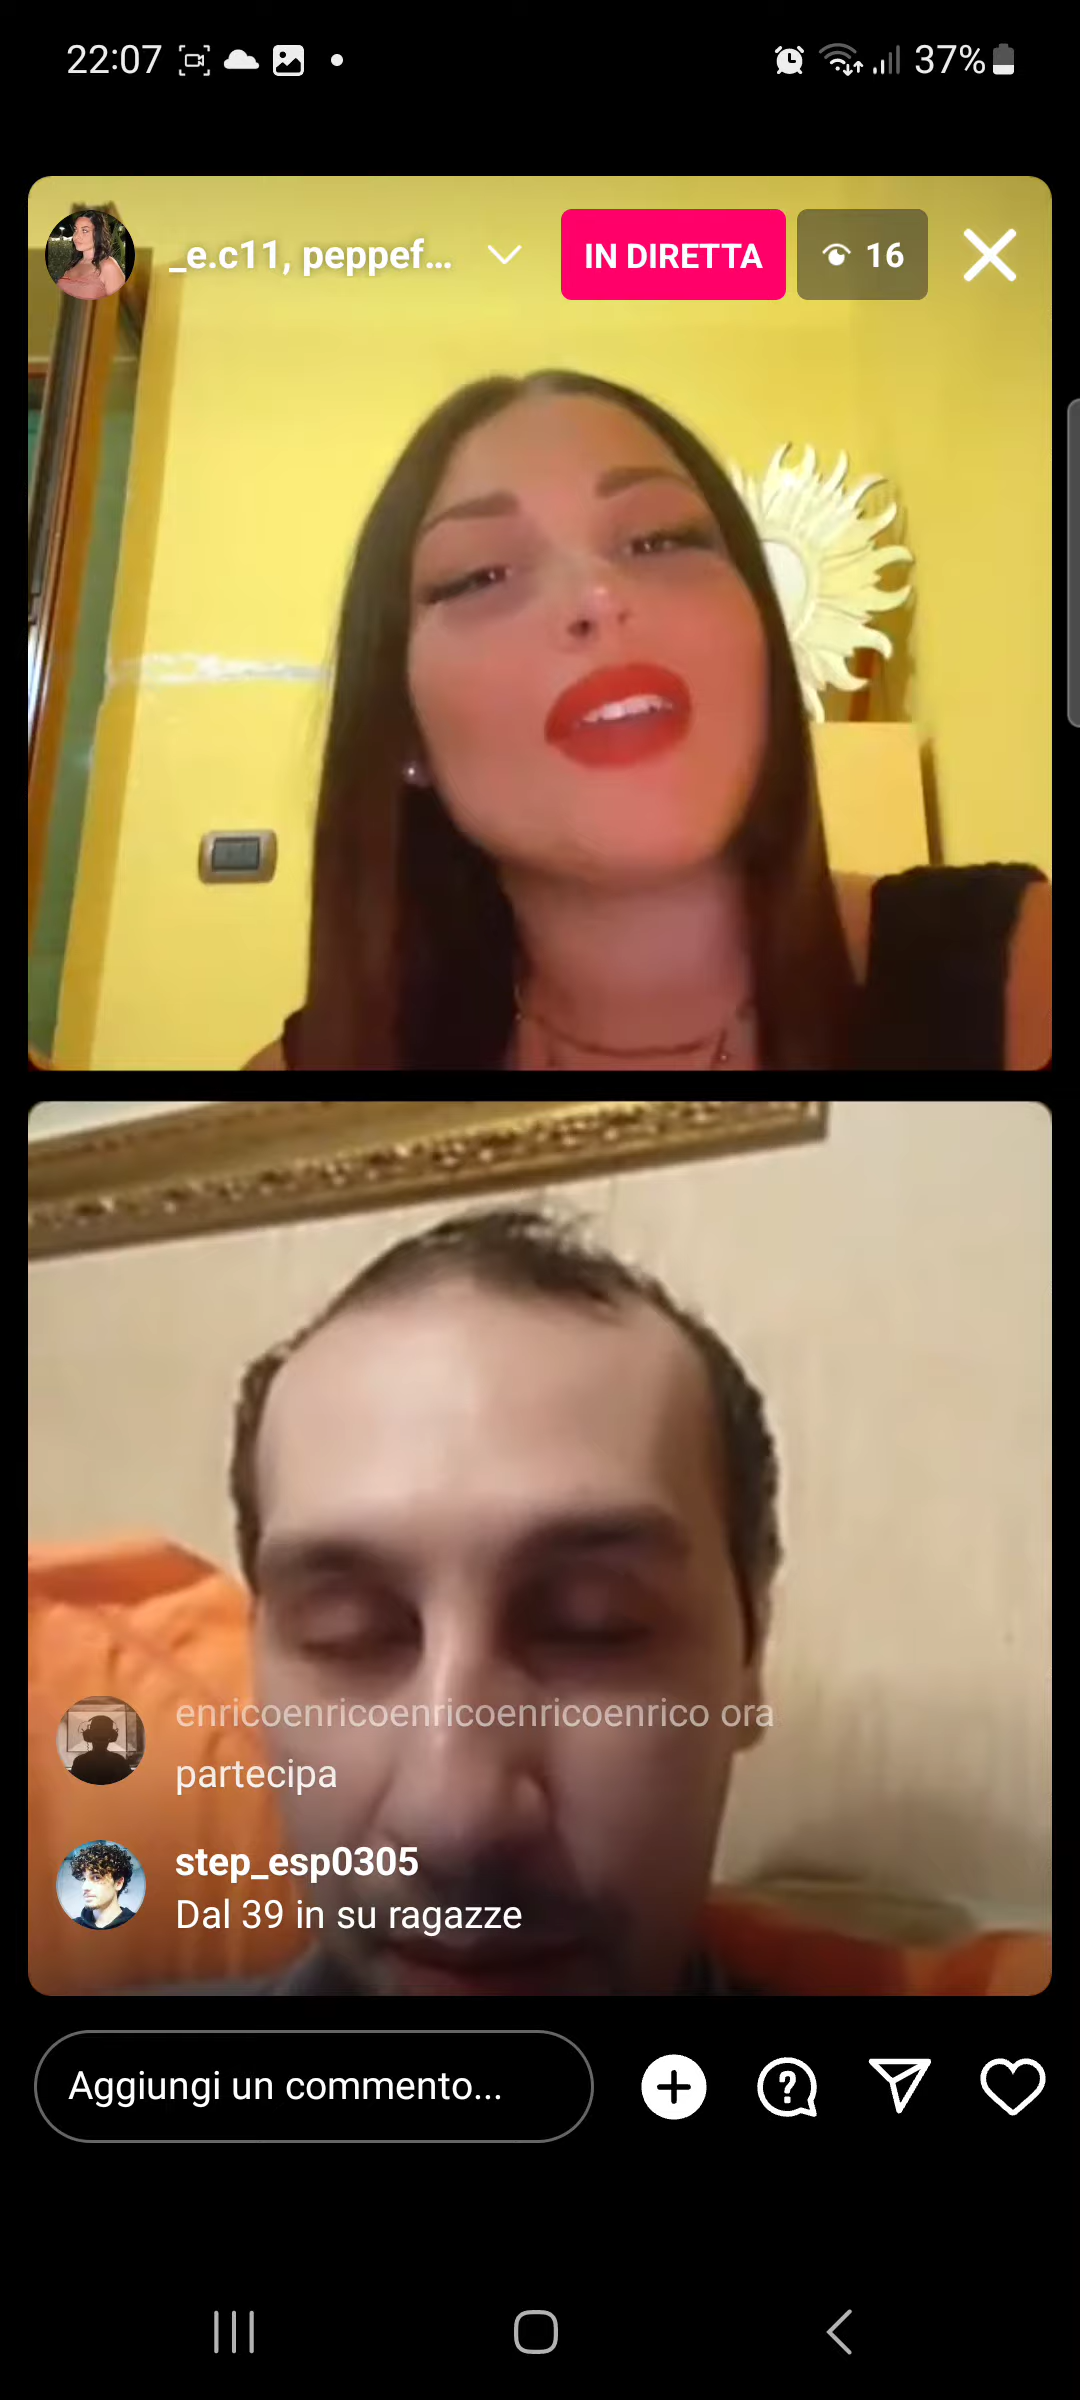 22:07
37%
_e.c11, peppef...
IN DIRETTA
16
enricoenricoenricoenricoenrico ora
partecipa
step_esp0305
Dal 39 in su ragazze
Aggiungi un commento...